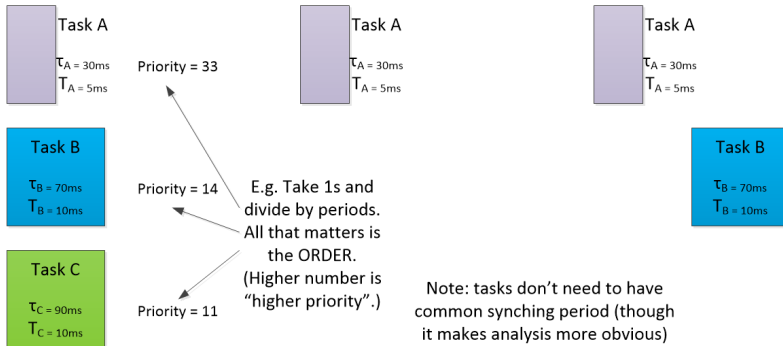 Task A
τA = 30ms
TA = 5ms
Priority = 33
Task A
τA = 30ms
TA = 5ms
Task A
τA = 30ms
TA = 5ms
Task B
τB = 70ms
TB = 10ms
Priority = 14
E.g. Take 1s and
divide by periods.
All that matters is
the ORDER.
(Higher number is
“higher priority”.)
Task B
τB = 70ms
TB = 10ms
Task C
τC = 90ms
TC = 10ms
Priority = 11
Note: tasks don’t need to have
common synching period (though
it makes analysis more obvious)